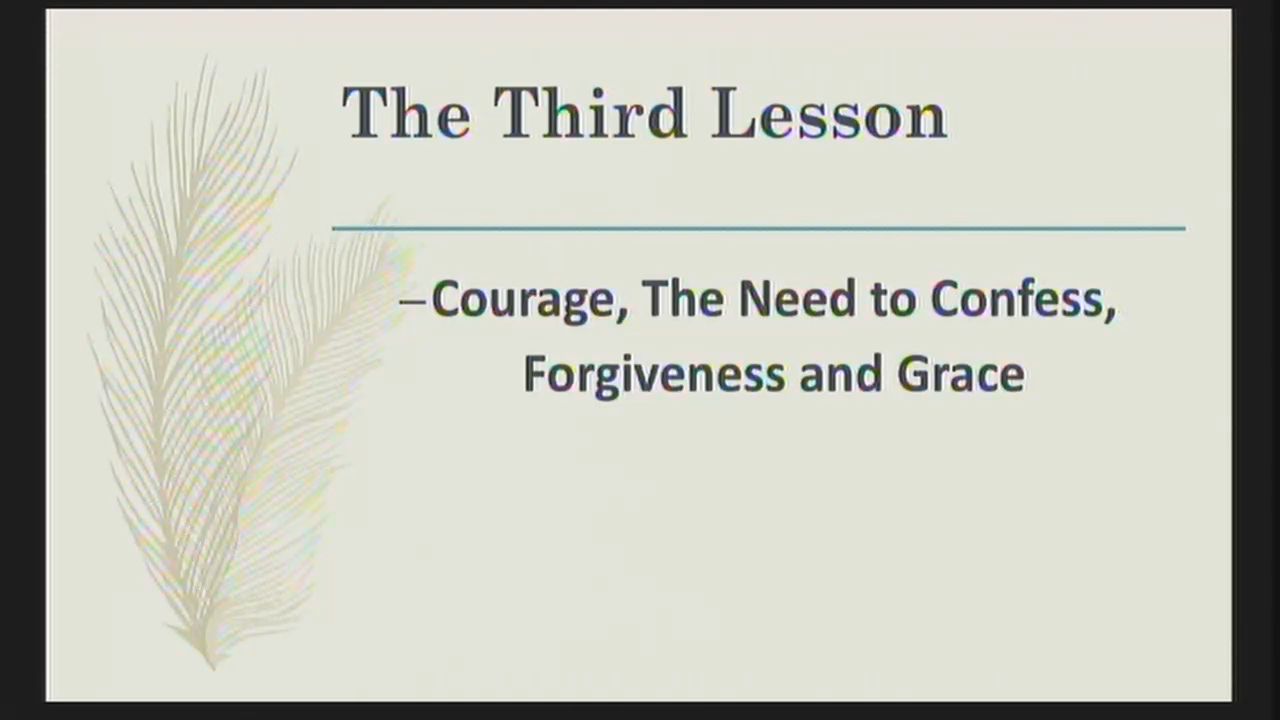 The Third Lesson
–Courage, The Need to Confess,
Forgiveness and Grace